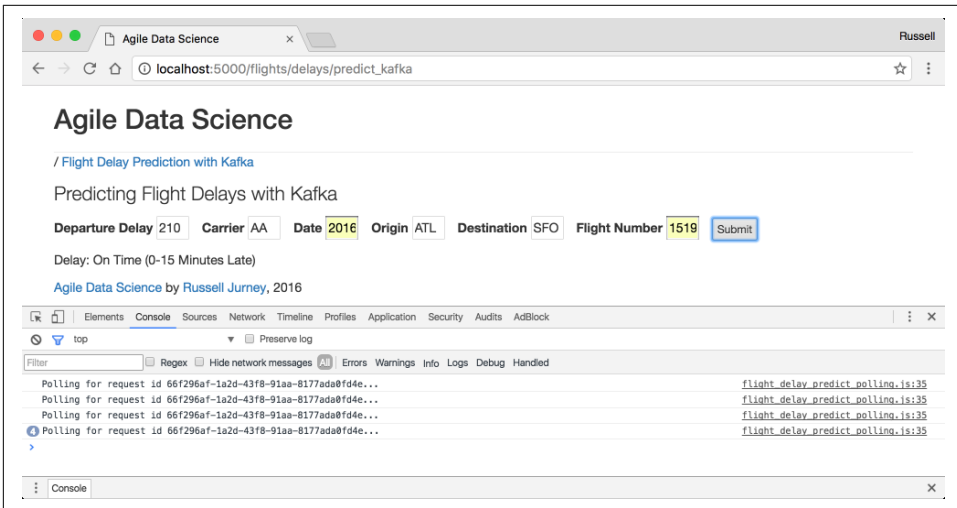 Agile Data Science
Russell
localhost:5000/flights/delays/predict_kafka
Agile Data Science
/ Flight Delay Prediction with Kafka
Predicting Flight Delays with Kafka
Departure Delay 210 Carrier AA Date 2016 Origin ATL Destination SFO Flight Number 1519 Submit
Delay: On Time (0-15 Minutes Late)
Agile Data Science by Russell Jurney, 2016
Elements Console Sources Network Timeline Profiles Application Security Audits AdBlock
top Preserve log
Filter Regex Hide network messages All Errors Warnings Info Logs Debug Handled
Polling for request id 66f296af-1a2d-43f8-91aa-8177ada0fd4e... flight_delay_predict_polling.js:35
Polling for request id 66f296af-1a2d-43f8-91aa-8177ada0fd4e... flight_delay_predict_polling.js:35
Polling for request id 66f296af-1a2d-43f8-91aa-8177ada0fd4e... flight_delay_predict_polling.js:35
4 Polling for request id 66f296af-1a2d-43f8-91aa-8177ada0fd4e... flight_delay_predict_polling.js:35
Console